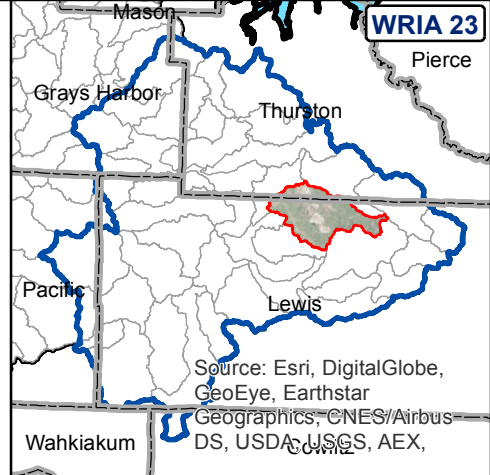 Mason
WRIA 23
Pierce
Grays Harbor
Thurston
Pacific
Lewis
Source: Esri, DigitalGlobe,
GeoEye, Earthstar
Geographics, CNES/Airbus
DS, USDA, USGS, AEX,
Wahkiakum
Cowlitz